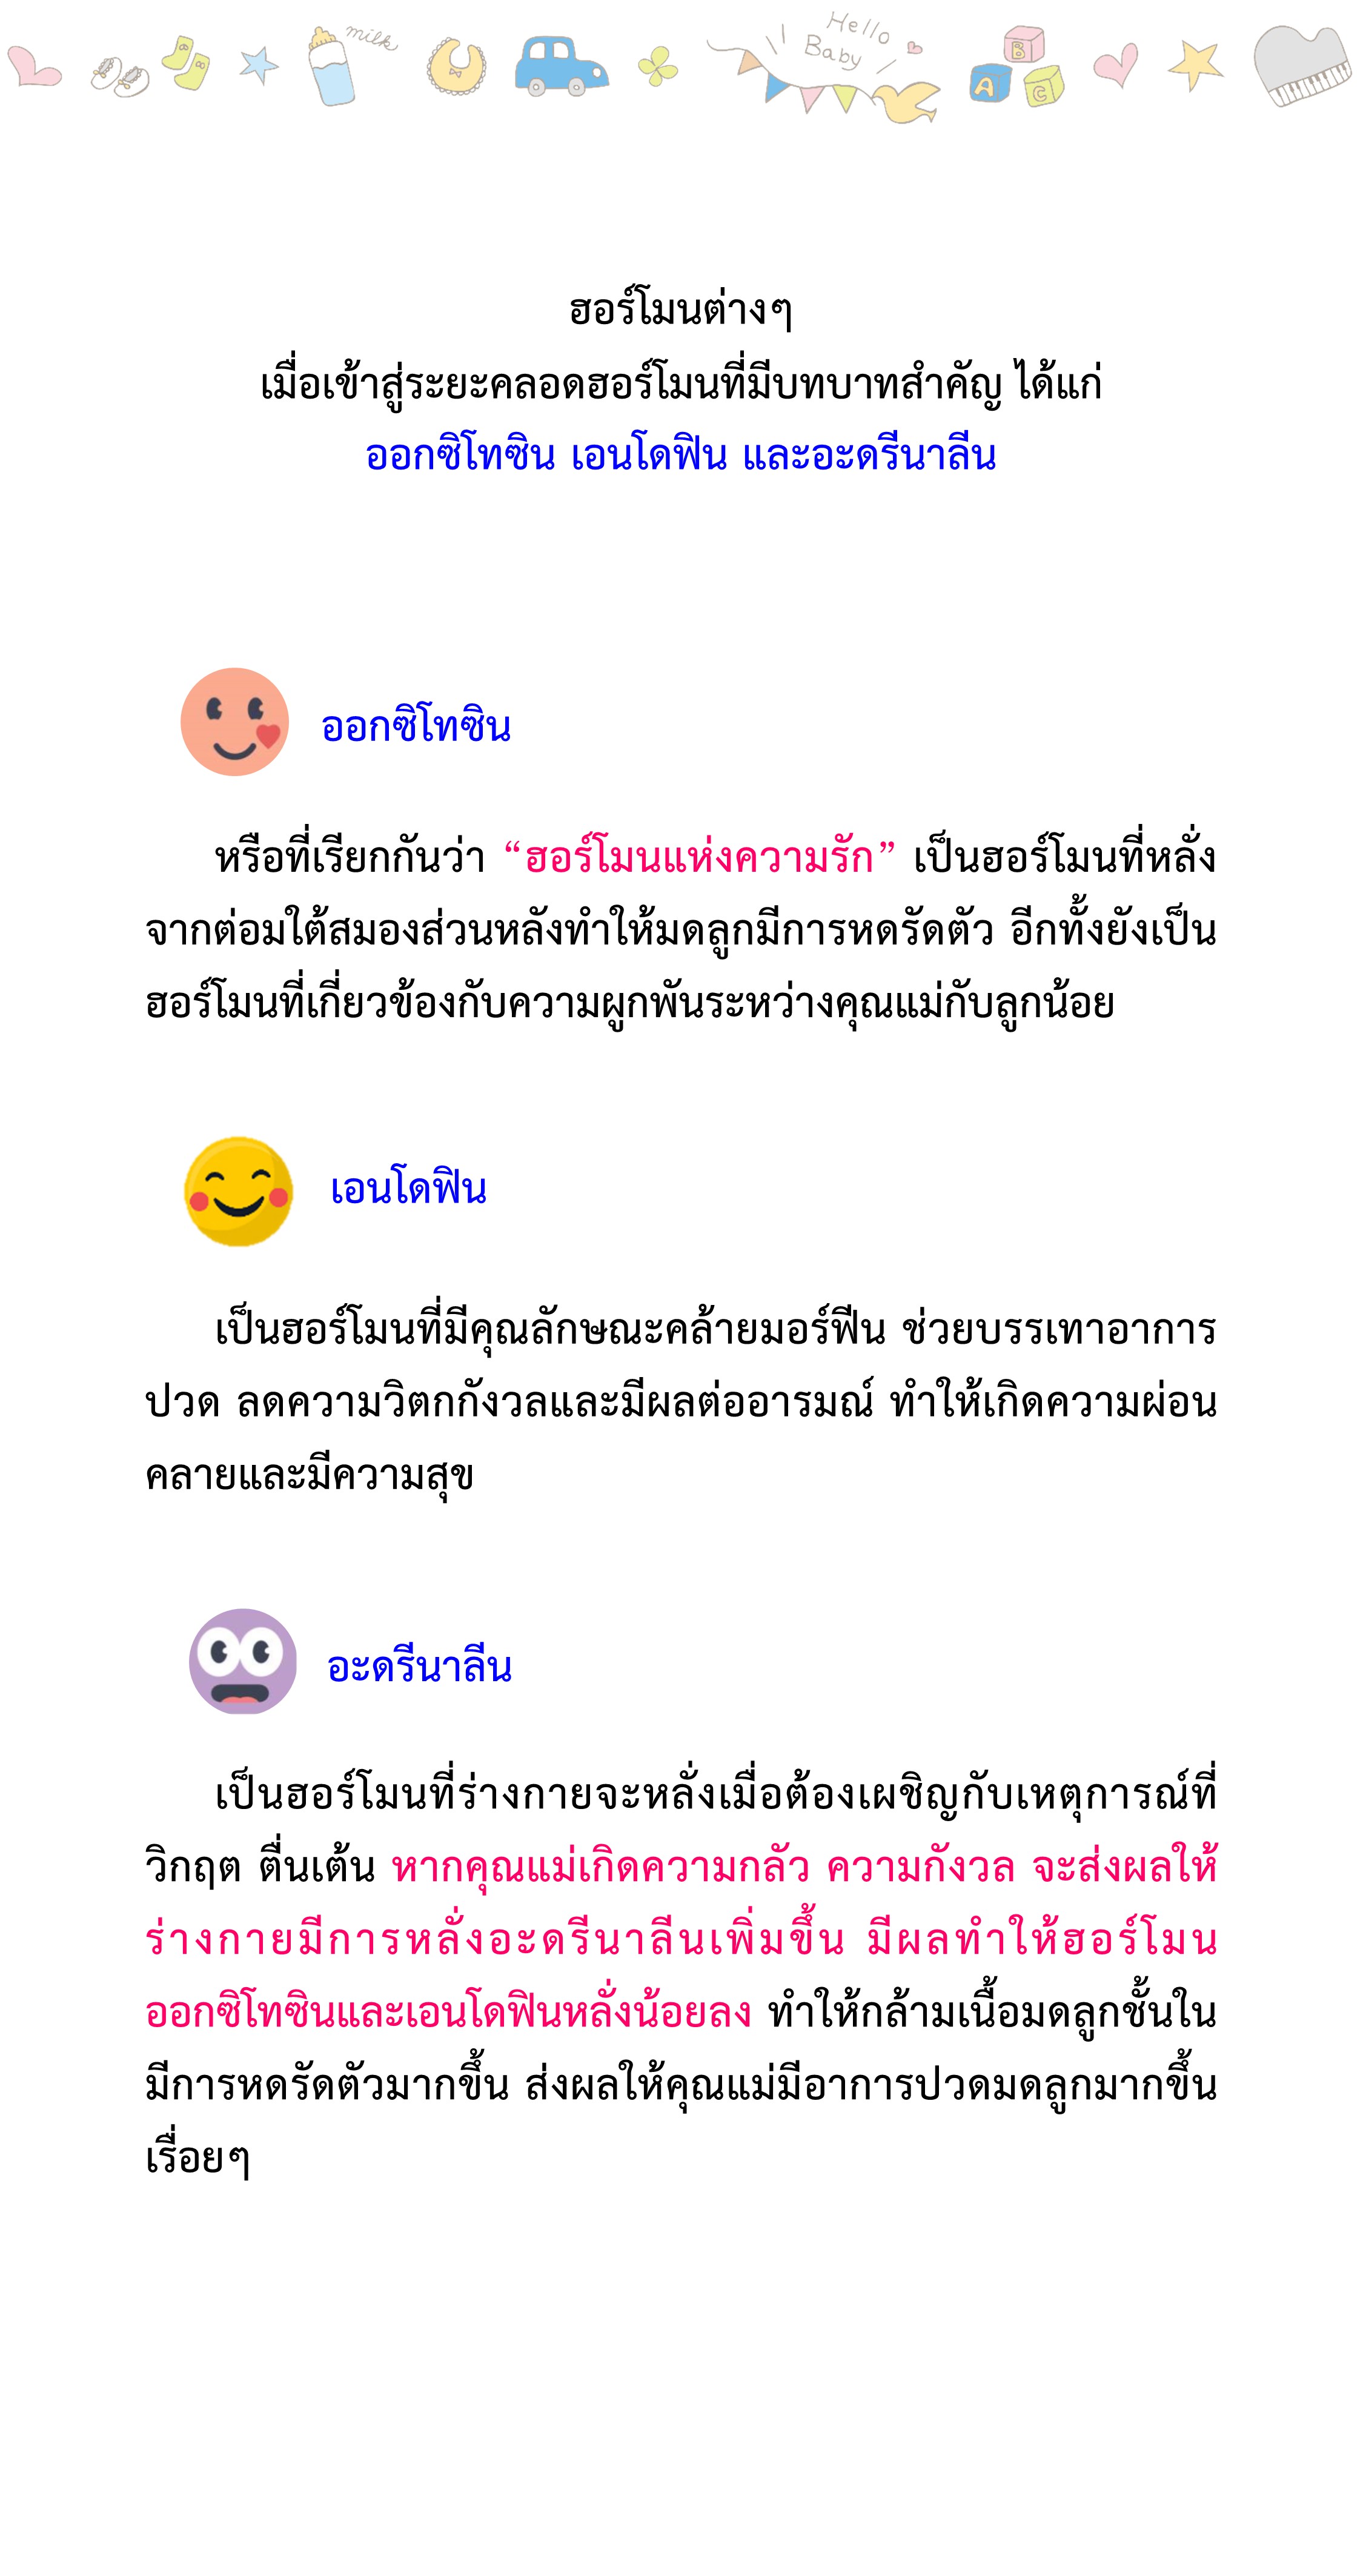 milk
Hello
Baby
B
A
C
ฮอร์โมนต่างๆ
เมื่อเข้าสู่ระยะคลอดฮอร์โมนที่มีบทบาทสำคัญ ได้แก่
ออกซิโทซิน เอนโดฟิน และอะดรีนาลีน
ออกซิโทซิน
หรือที่เรียกกันว่า “ฮอร์โมนแห่งความรัก” เป็นฮอร์โมนที่หลั่ง
จากต่อมใต้สมองส่วนหลังทำให้มดลูกมีการหดรัดตัว อีกทั้งยังเป็น
ฮอร์โมนที่เกี่ยวข้องกับความผูกพันระหว่างคุณแม่กับลูกน้อย
เอนโดฟิน
เป็นฮอร์โมนที่มีคุณลักษณะคล้ายมอร์ฟีน ช่วยบรรเทาอาการ
ปวด ลดความวิตกกังวลและมีผลต่ออารมณ์ ทำให้เกิดความผ่อน
คลายและมีความสุข
อะดรีนาลีน
เป็นฮอร์โมนที่ร่างกายจะหลั่งเมื่อต้องเผชิญกับเหตุการณ์ที่
วิกฤต ตื่นเต้น หากคุณแม่เกิดความกลัว ความกังวล จะส่งผลให้
ร่างกายมีการหลั่งอะดรีนาลีนเพิ่มขึ้น มีผลทำให้ฮอร์โมน
ออกซิโทซินและเอนโดฟินหลั่งน้อยลง ทำให้กล้ามเนื้อมดลูกชั้นใน
มีการหดรัดตัวมากขึ้น ส่งผลให้คุณแม่มีอาการปวดมดลูกมากขึ้น
เรื่อยๆ